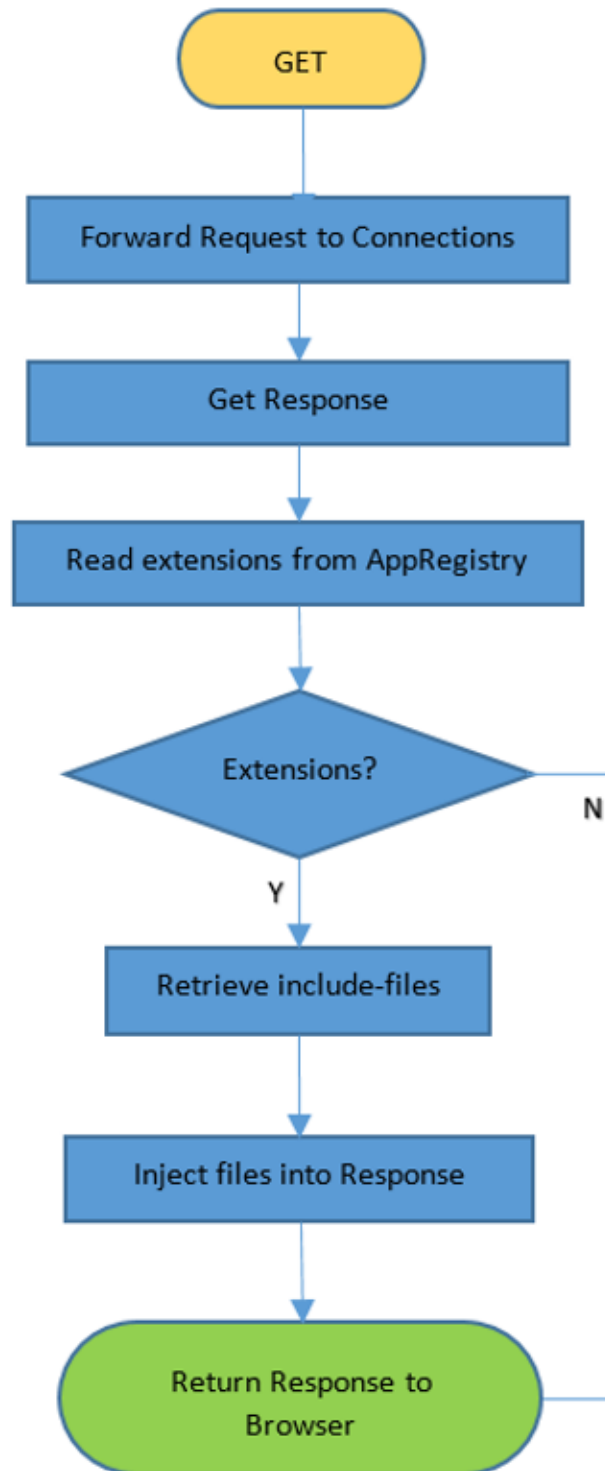 GET
Forward Request to Connections
Get Response
Read extensions from AppRegistry
Extensions?
N
Y
Retrieve include-files
Inject files into Response
Return Response to
Browser